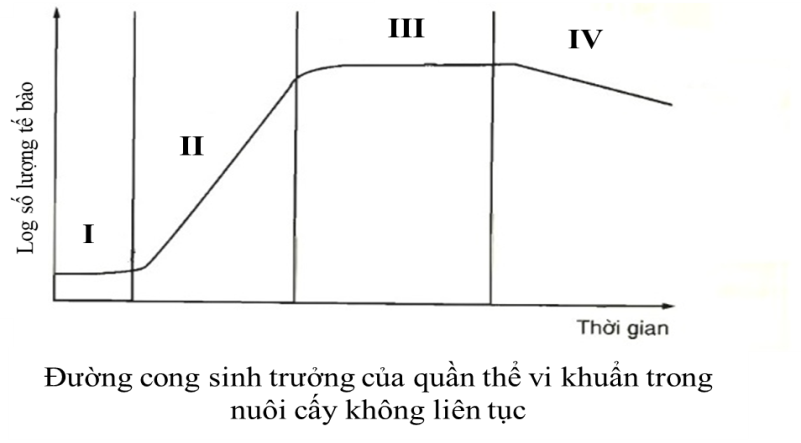 III
IV
II
I
Log số lượng tế bào
Thời gian
Đường cong sinh trưởng của quần thể vi khuẩn trong
nuôi cấy không liên tục